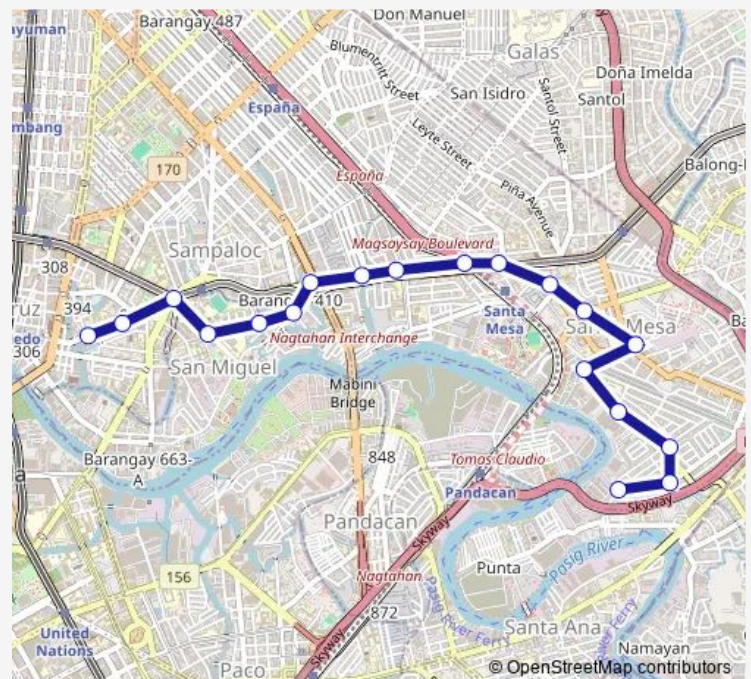 ayuman
Barangay 487
Don Manuel
Galas
Blumentritt Street
San Isidro
Doña Imelda
Santol
Santol Street
España
mbang
Leyte Street
170
España
Piña Avenue
Balong-
Sampaloc
Magsaysay Boulevard
308
394
Santa
Mesa
306
Nagtahan Interchange
San Miguel
Mabini
Bridge
Barangay 663-
A
848
Tomas Claudio
Pandacan
Skyway
Pandacan
Skyway
156
Nagtahan
Punta
Pasig River
872
Pasig River Ferry
Santa Ana
United
Nations
Paco
Skyway
Namayan
© OpenStreetMap contributors